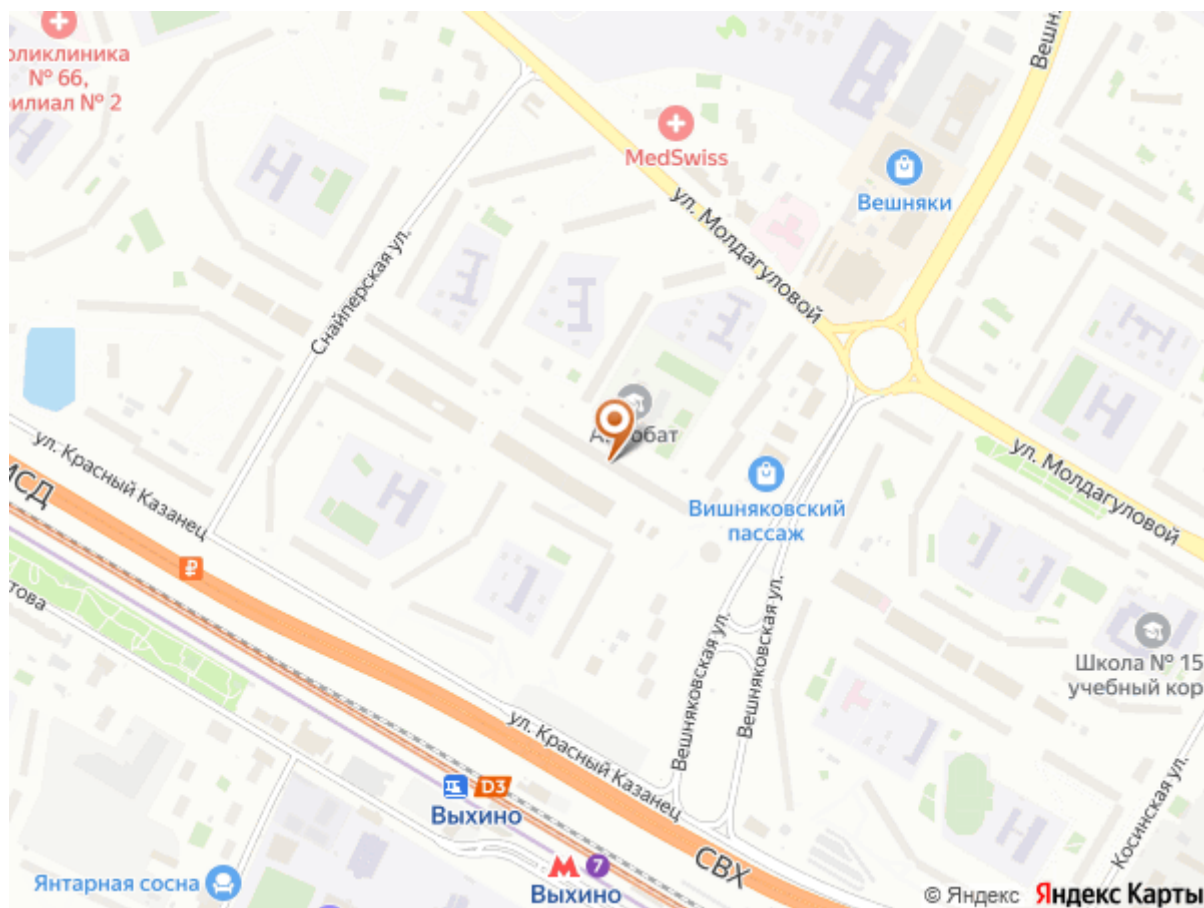 оликлиника
№ 66,
илиал № 2
MedSwiss
Вешняки
Вешн
ул. Молдагуловой
Снайперская ул.
ул. Красный Казанец
МСД
обат
Вишняковский
пассаж
ул. Молдагуловой
това
Вешняковская ул.
Вешняковская ул.
Школа № 15
учебный кор
ул. Красный Казанец
Косинская ул.
D3
Выхино
СВХ
7
Выхино
Янтарная сосна
© Яндекс Яндекс Карты